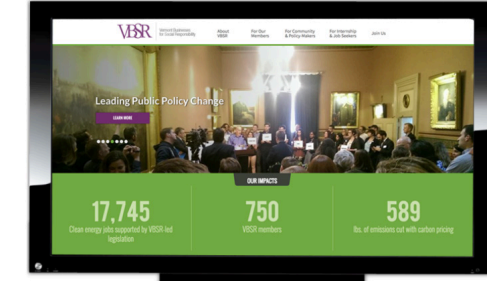 VBSR
Vermont Businesses
for Social Responsibility
About
VBSR
For Our
Members
For Community
& Policy Makers
For Internship
& Job Seekers
Join Us
Leading Public Policy Change
LEARN MORE
OUR IMPACTS
17,745
Clean energy jobs supported by VBSR-led
legislation
750
VBSR members
589
lbs. of emissions cut with carbon pricing